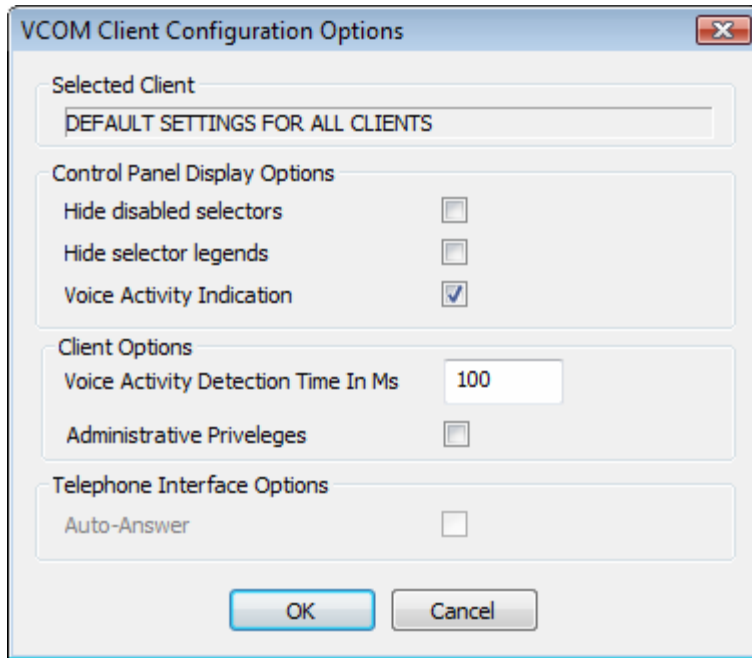 VCOM Client Configuration Options
Selected Client
DEFAULT SETTINGS FOR ALL CLIENTS
Control Panel Display Options
Hide disabled selectors
Hide selector legends
Voice Activity Indication
Client Options
Voice Activity Detection Time In Ms 100
Administrative Priveleges
Telephone Interface Options
Auto-Answer
OK Cancel